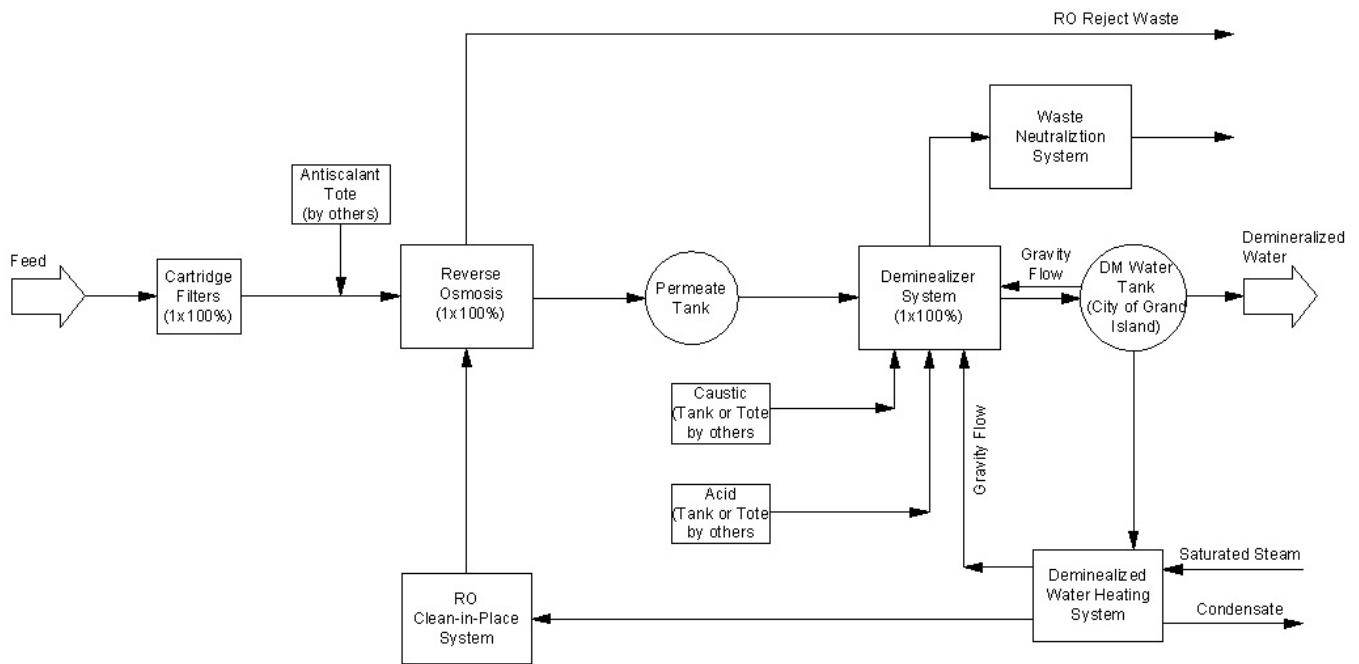 RO Reject Waste
Waste
Neutraliztion
System
Antiscalant
Tote
(by others)
Feed
Cartridge
Filters
(1x100%)
Reverse
Osmosis
(1x100%)
Permeate
Tank
Deminealizer
System
(1x100%)
Gravity
Flow
DM Water
Tank
(City of Grand
Island)
Demineralized
Water
Caustic
(Tank or Tote
by others
Gravity Flow
Acid
(Tank or Tote
by others
RO
Clean-in-Place
System
Deminealized
Water Heating
System
Saturated Steam
Condensate